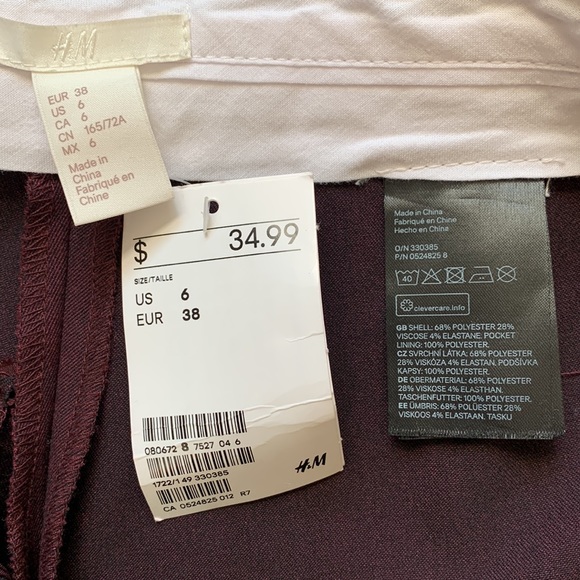 H&M
EUR 38
US 6
CA 6
CN 165/72A
MX 6
Made in
China
Fabriqué en
Chine
$ 34.99
SIZE/TAILLE
US 6
EUR 38
080672 8 7527 04 6
H&M
1722/1 49 330385
CA 0524825 012 R7
Made in China
Fabriqué en Chine
Hecho en China
O/N 330385
P/N 0524825 8
40
clevercare.info
GB SHELL: 68% POLYESTER 28%
VISCOSE 4% ELASTANE: POCKET
LINING: 100% POLYESTER.
CZ SVRCHNÍ LÁTKA: 68% POLYESTER
28% VISKÓZA 4% ELASTAN. PODŠÍVKA
KAPSY: 100% POLYESTER.
DE OBERMATERIAL: 68% POLYESTER
28% VISKOSE 4% ELASTHAN.
TASCHENFUTTER: 100% POLYESTER.
EE ÜMBRIS: 68% POLÜESTER 28%
VISKOOS 4% ELASTAAN. TASKU